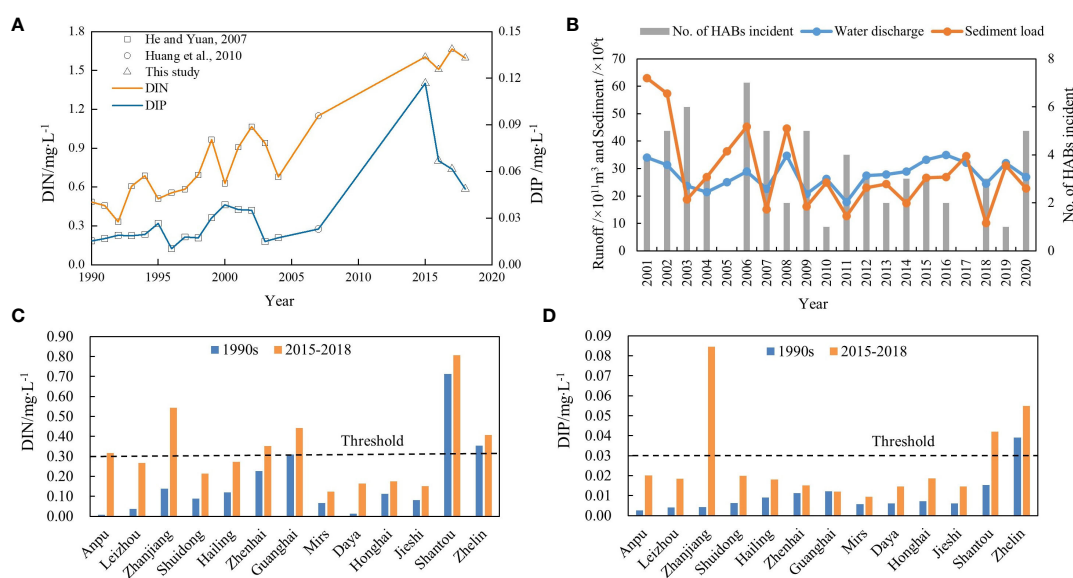 A
He and Yuan, 2007
Huang et al., 2010
This study
DIN
DIP
DIN/mg·L⁻¹
1.8
1.5
1.2
0.9
0.6
0.3
0.0
DIP /mg·L⁻¹
0.15
0.12
0.09
0.06
0.03
0.00
1990 1995 2000 2005 2010 2015 2020
Year
B
No. of HABs incident Water discharge Sediment load
Runoff/×10¹¹m³ and Sediment /×10⁶t
70
60
50
40
30
20
10
0
No. of HABs incident
8
6
4
2
0
2001 2002 2003 2004 2005 2006 2007 2008 2009 2010 2011 2012 2013 2014 2015 2016 2017 2018 2019 2020
Year
C
1990s 2015-2018
DIN/mg·L⁻¹
0.90
0.80
0.70
0.60
0.50
0.40
0.30
0.20
0.10
0.00
Threshold
Anpu Leizhou Zhanjiang Shuidong Hailing Zhenhai Guanghai Mirs Daya Honghai Jieshi Shantou Zhelin
D
1990s 2015-2018
DIP/mg·L⁻¹
0.09
0.08
0.07
0.06
0.05
0.04
0.03
0.02
0.01
0.00
Threshold
Anpu Leizhou Zhanjiang Shuidong Hailing Zhenhai Guanghai Mirs Daya Honghai Jieshi Shantou Zhelin